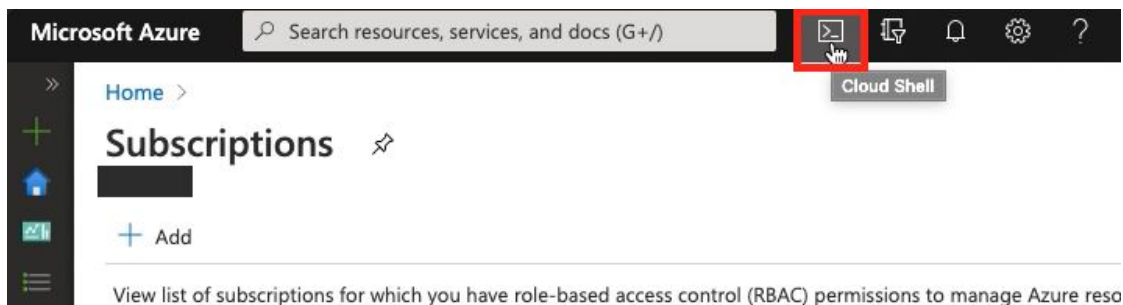 Microsoft Azure
Search resources, services, and docs (G+/)
Cloud Shell
Home >
Subscriptions
Add
View list of subscriptions for which you have role-based access control (RBAC) permissions to manage Azure reso